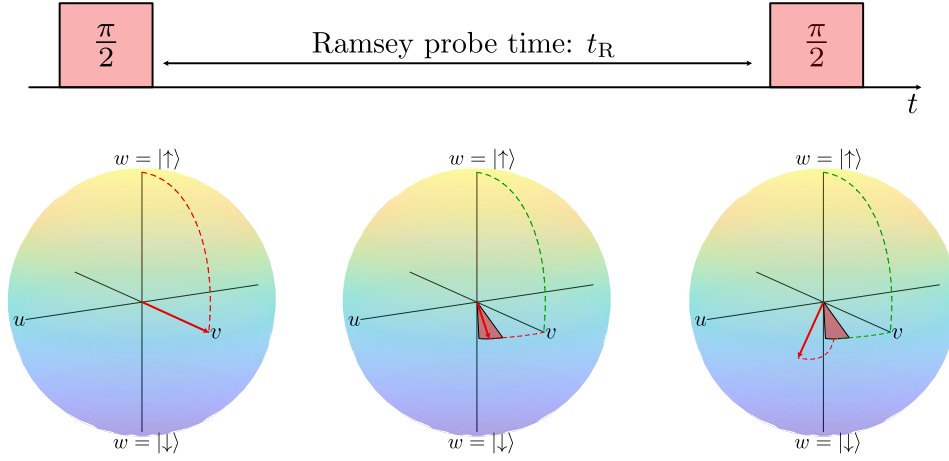 π/2
Ramsey probe time: t_R
π/2
t
w = |↑⟩
w = |↑⟩
w = |↑⟩
u
v
u
v
u
v
w = |↓⟩
w = |↓⟩
w = |↓⟩